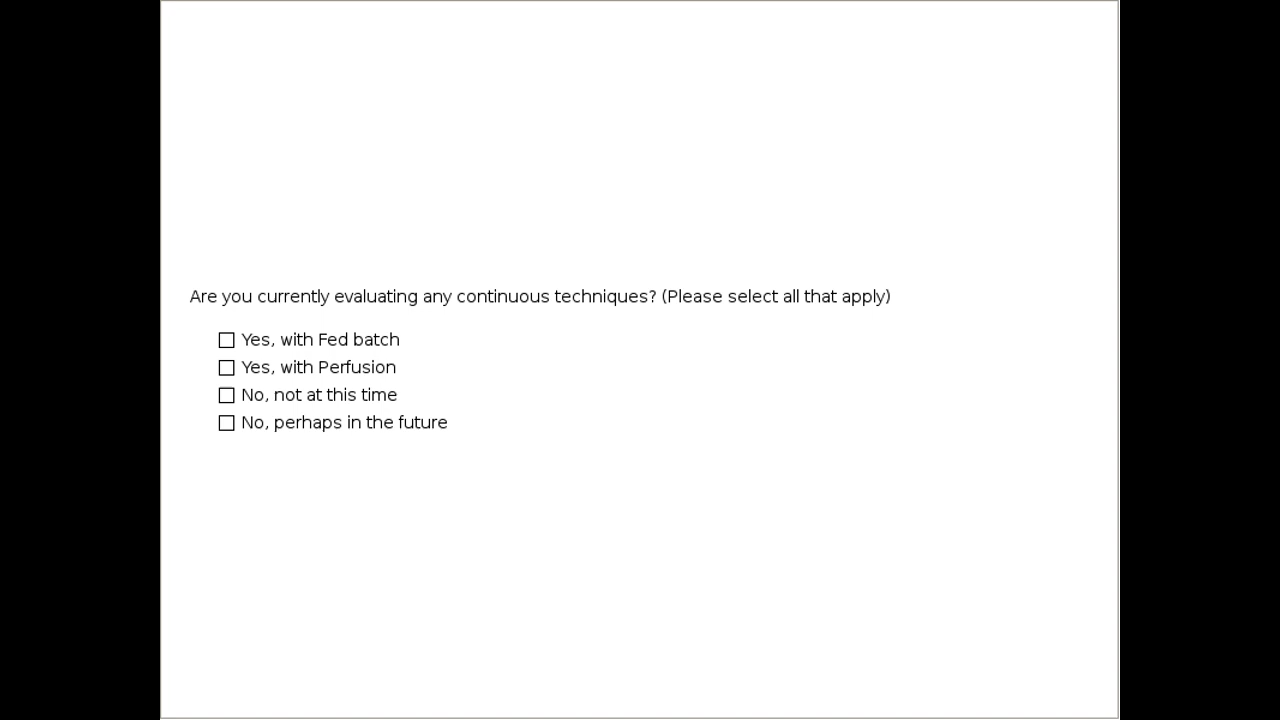 Are you currently evaluating any continuous techniques? (Please select all that apply)
Yes, with Fed batch
Yes, with Perfusion
No, not at this time
No, perhaps in the future